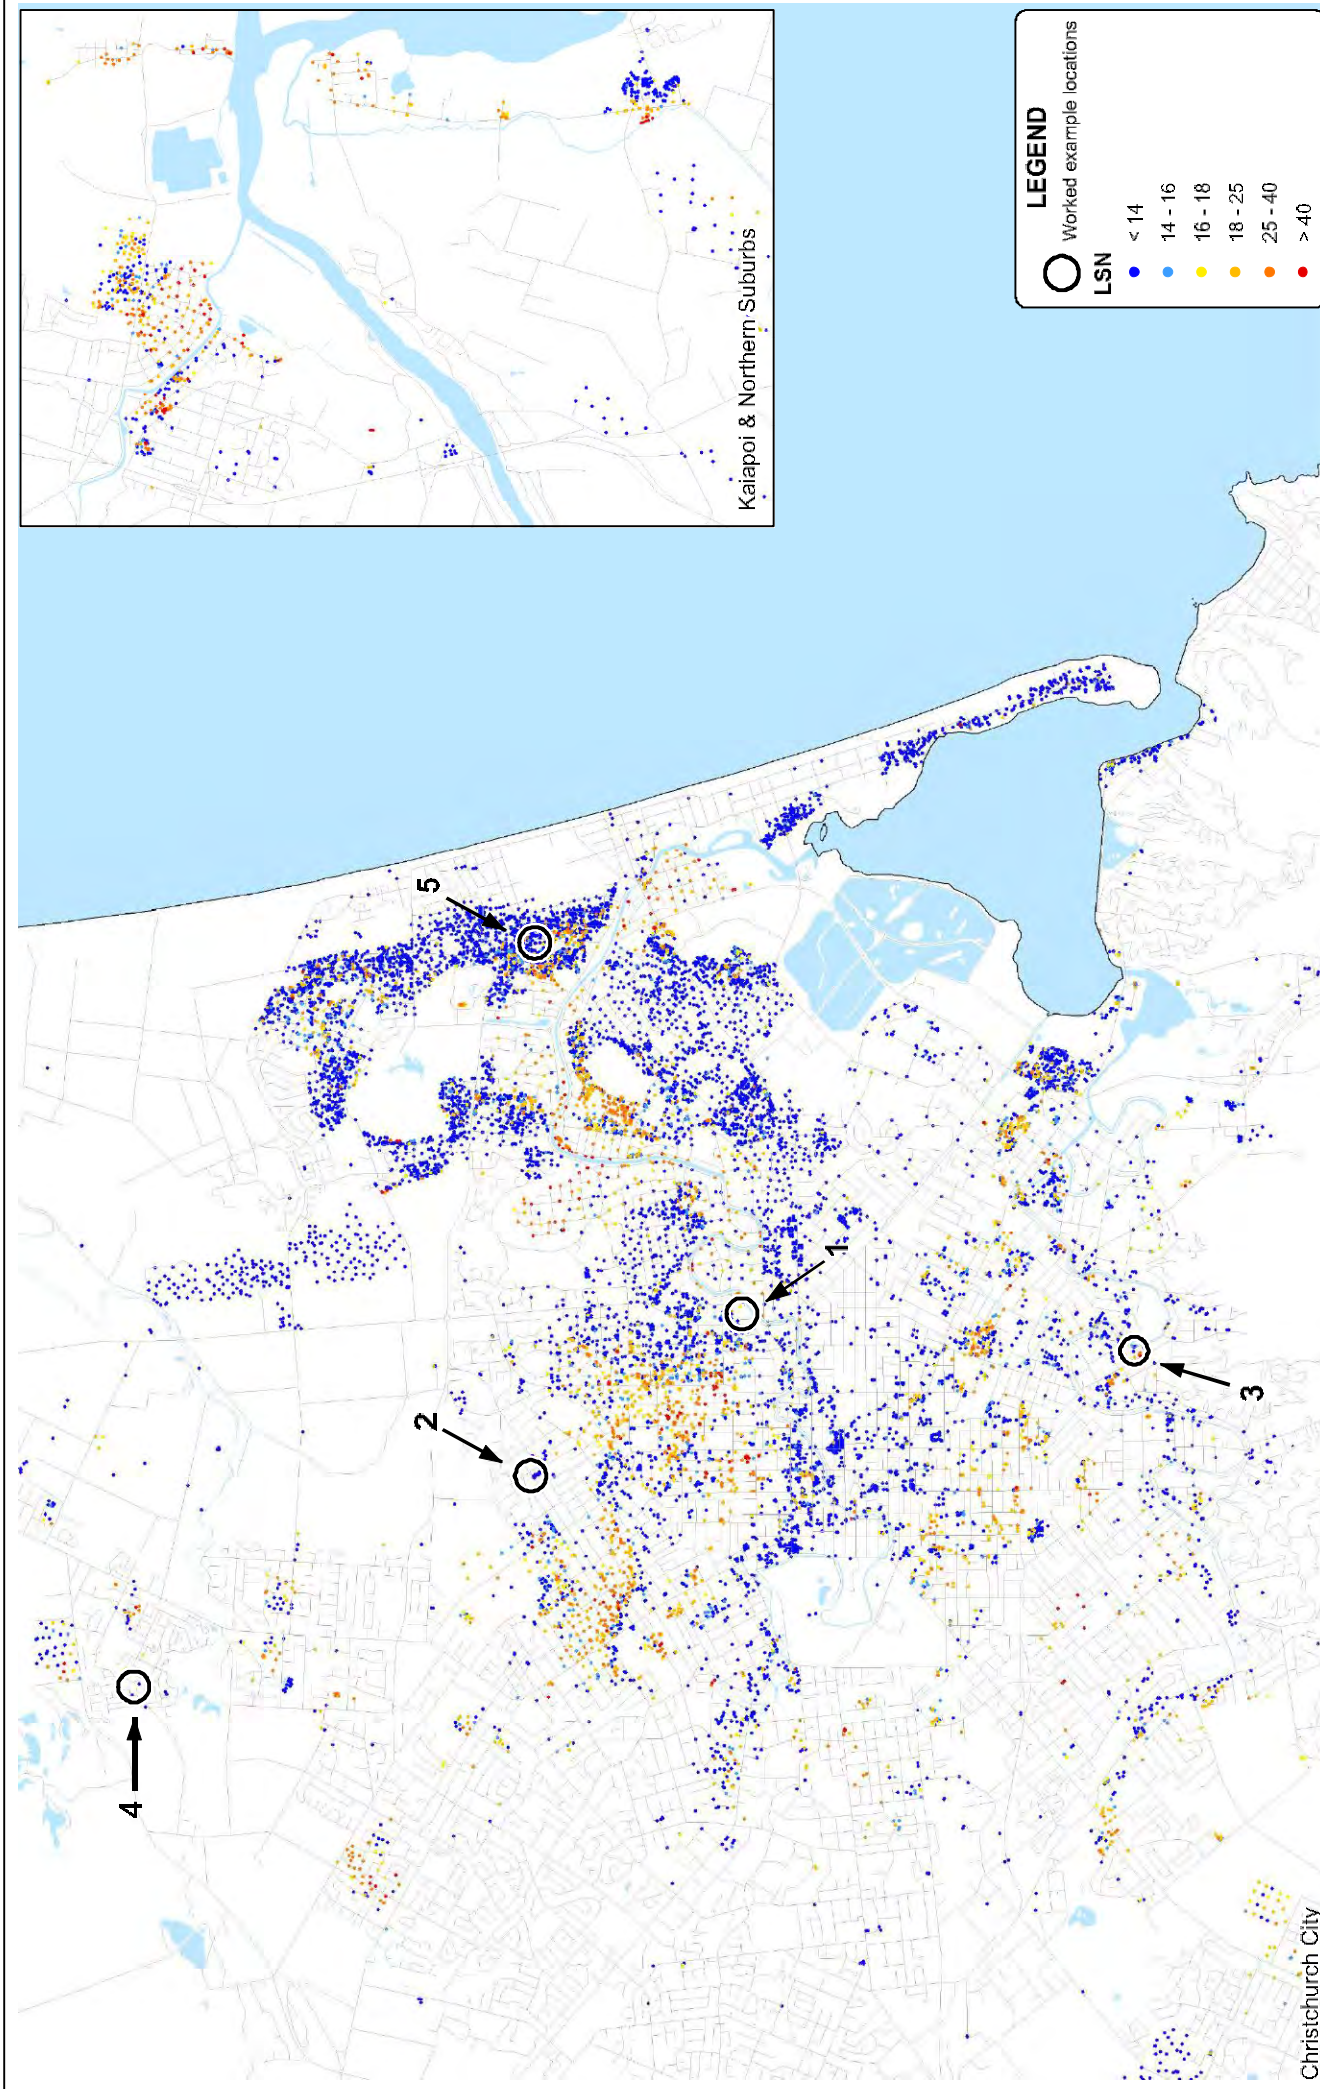 Kaiapoi & Northern Suburbs
LEGEND
Worked example locations
LSN
< 14
14 - 16
16 - 18
18 - 25
25 - 40
> 40
5
1
2
3
4
Christchurch City